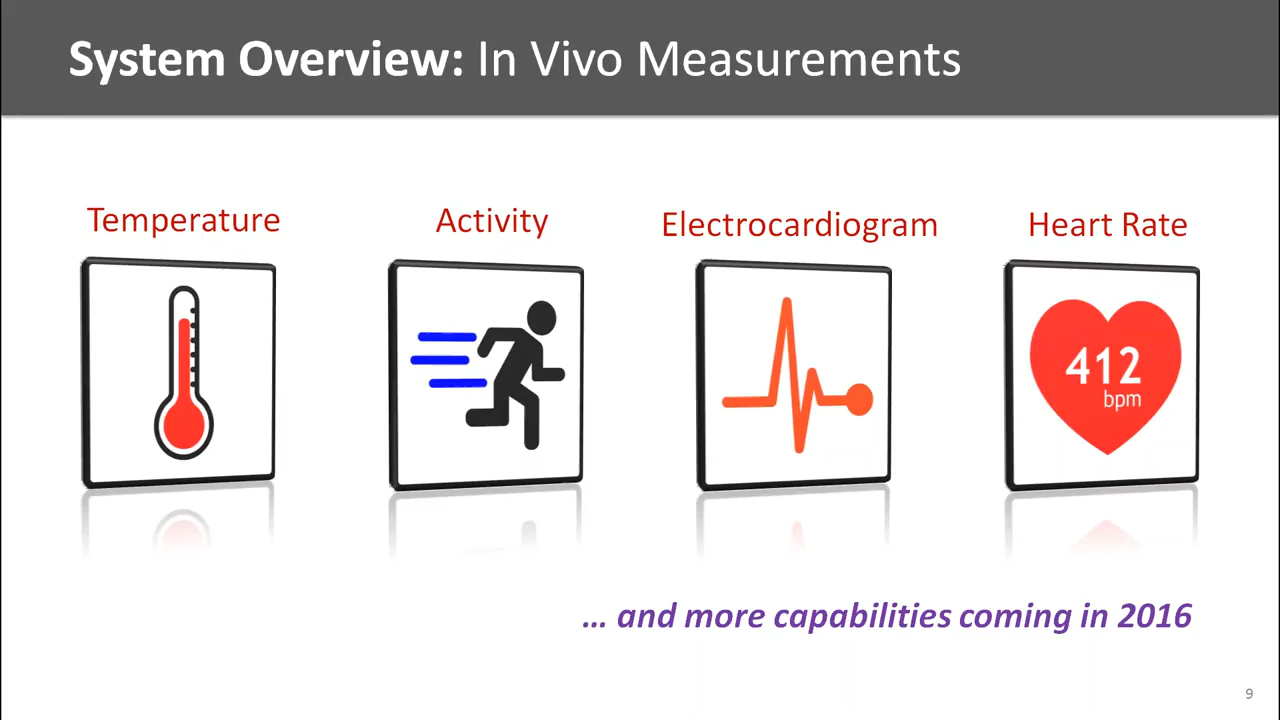 System Overview: In Vivo Measurements
Temperature
Activity
Electrocardiogram
Heart Rate
412
bpm
... and more capabilities coming in 2016
9